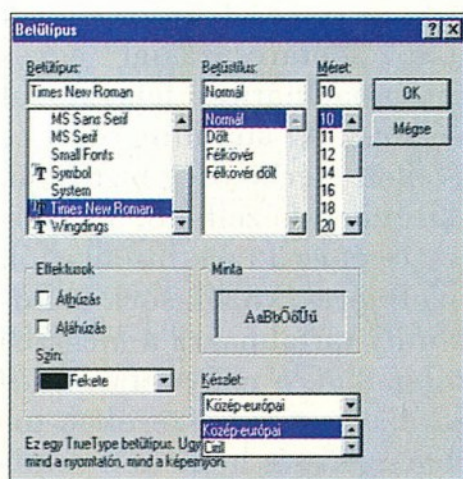 Betűtípus
Betűtípus:
Times New Roman
MS Sans Serif
MS Serif
Small Fonts
Symbol
System
Times New Roman
Wingdings
Betűstílus:
Normál
Normál
Dőlt
Félkövér
Félkövér dőlt
Méret:
10
10
11
12
14
16
18
20
OK
Mégse
Effektusok
Áthúzás
Aláhúzás
Szín:
Fekete
Minta
AaBbŐőŰű
Készlet:
Közép-európai
Közép-európai
Cirill
Ez egy TrueType betűtípus.
mind a nyomtatón, mind a képernyőn.